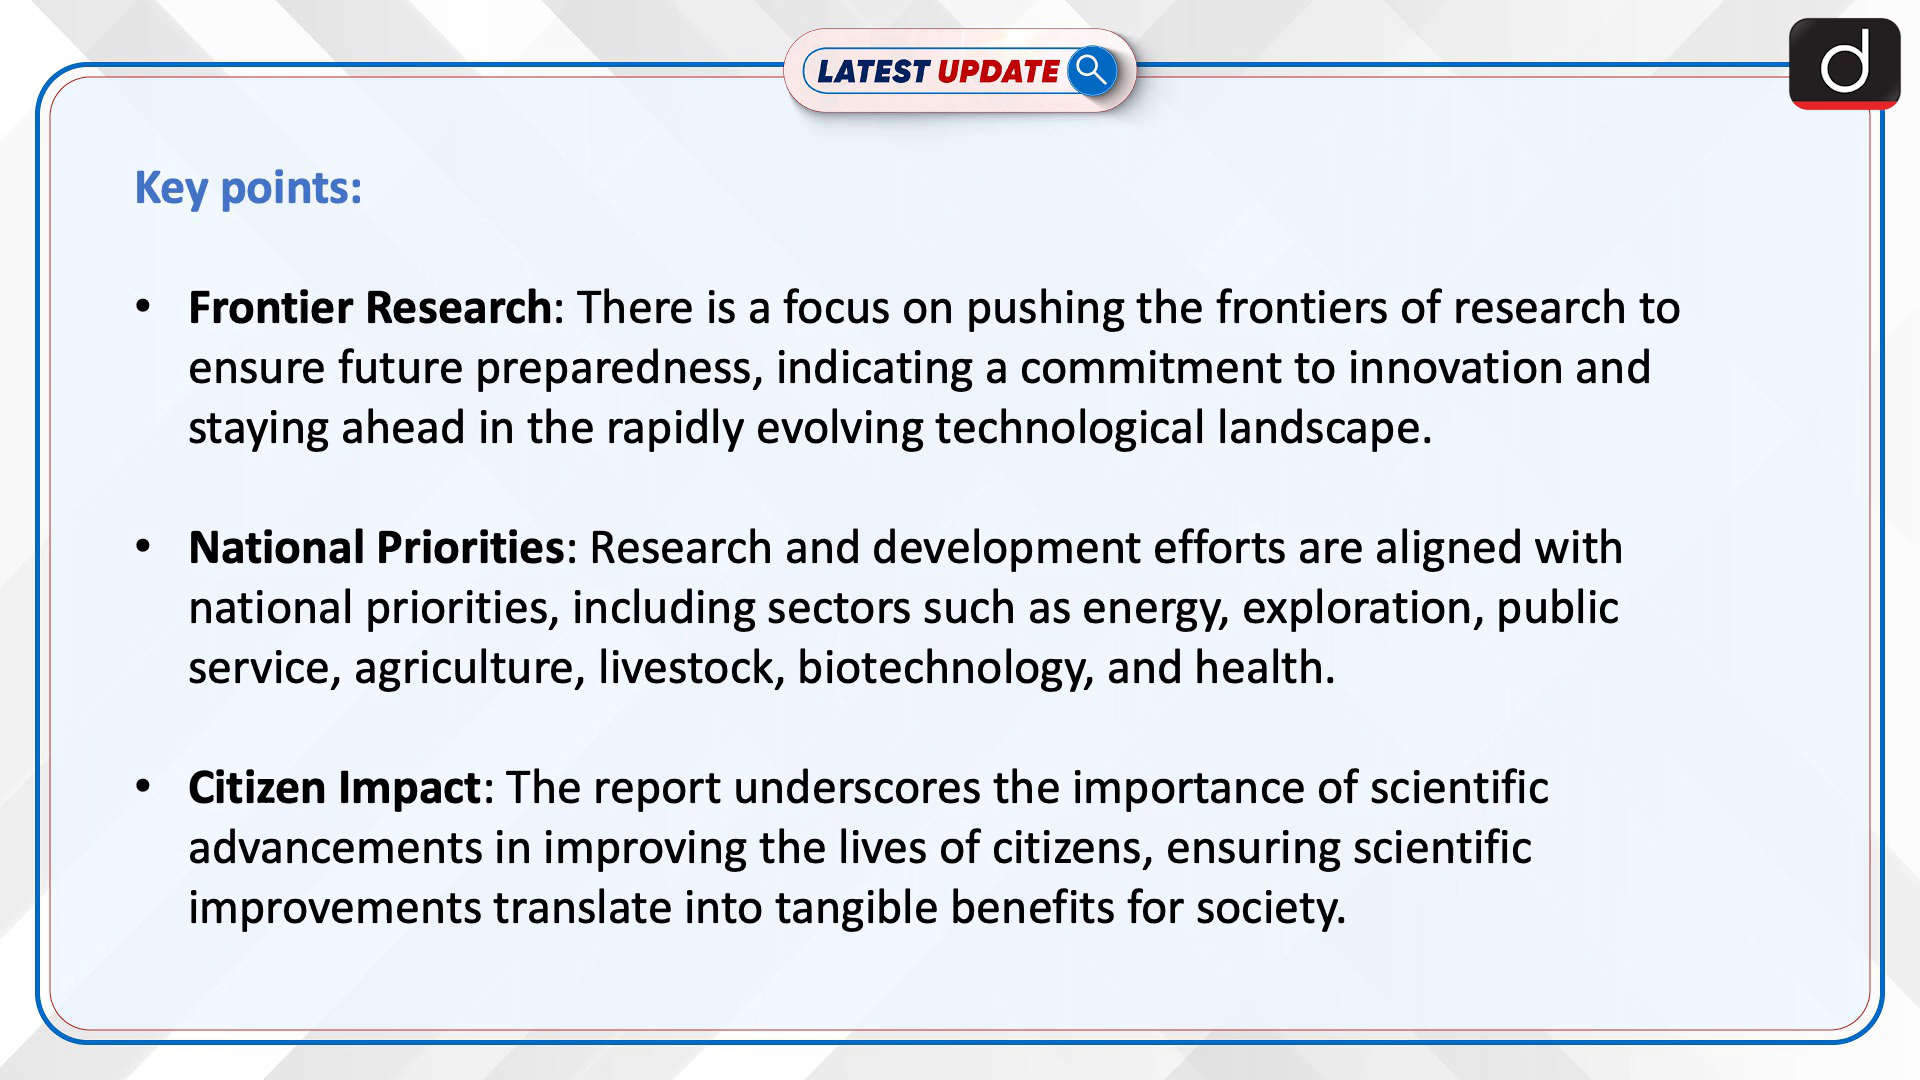 LATEST UPDATE
d
Key points:
• Frontier Research: There is a focus on pushing the frontiers of research to
ensure future preparedness, indicating a commitment to innovation and
staying ahead in the rapidly evolving technological landscape.
• National Priorities: Research and development efforts are aligned with
national priorities, including sectors such as energy, exploration, public
service, agriculture, livestock, biotechnology, and health.
• Citizen Impact: The report underscores the importance of scientific
advancements in improving the lives of citizens, ensuring scientific
improvements translate into tangible benefits for society.